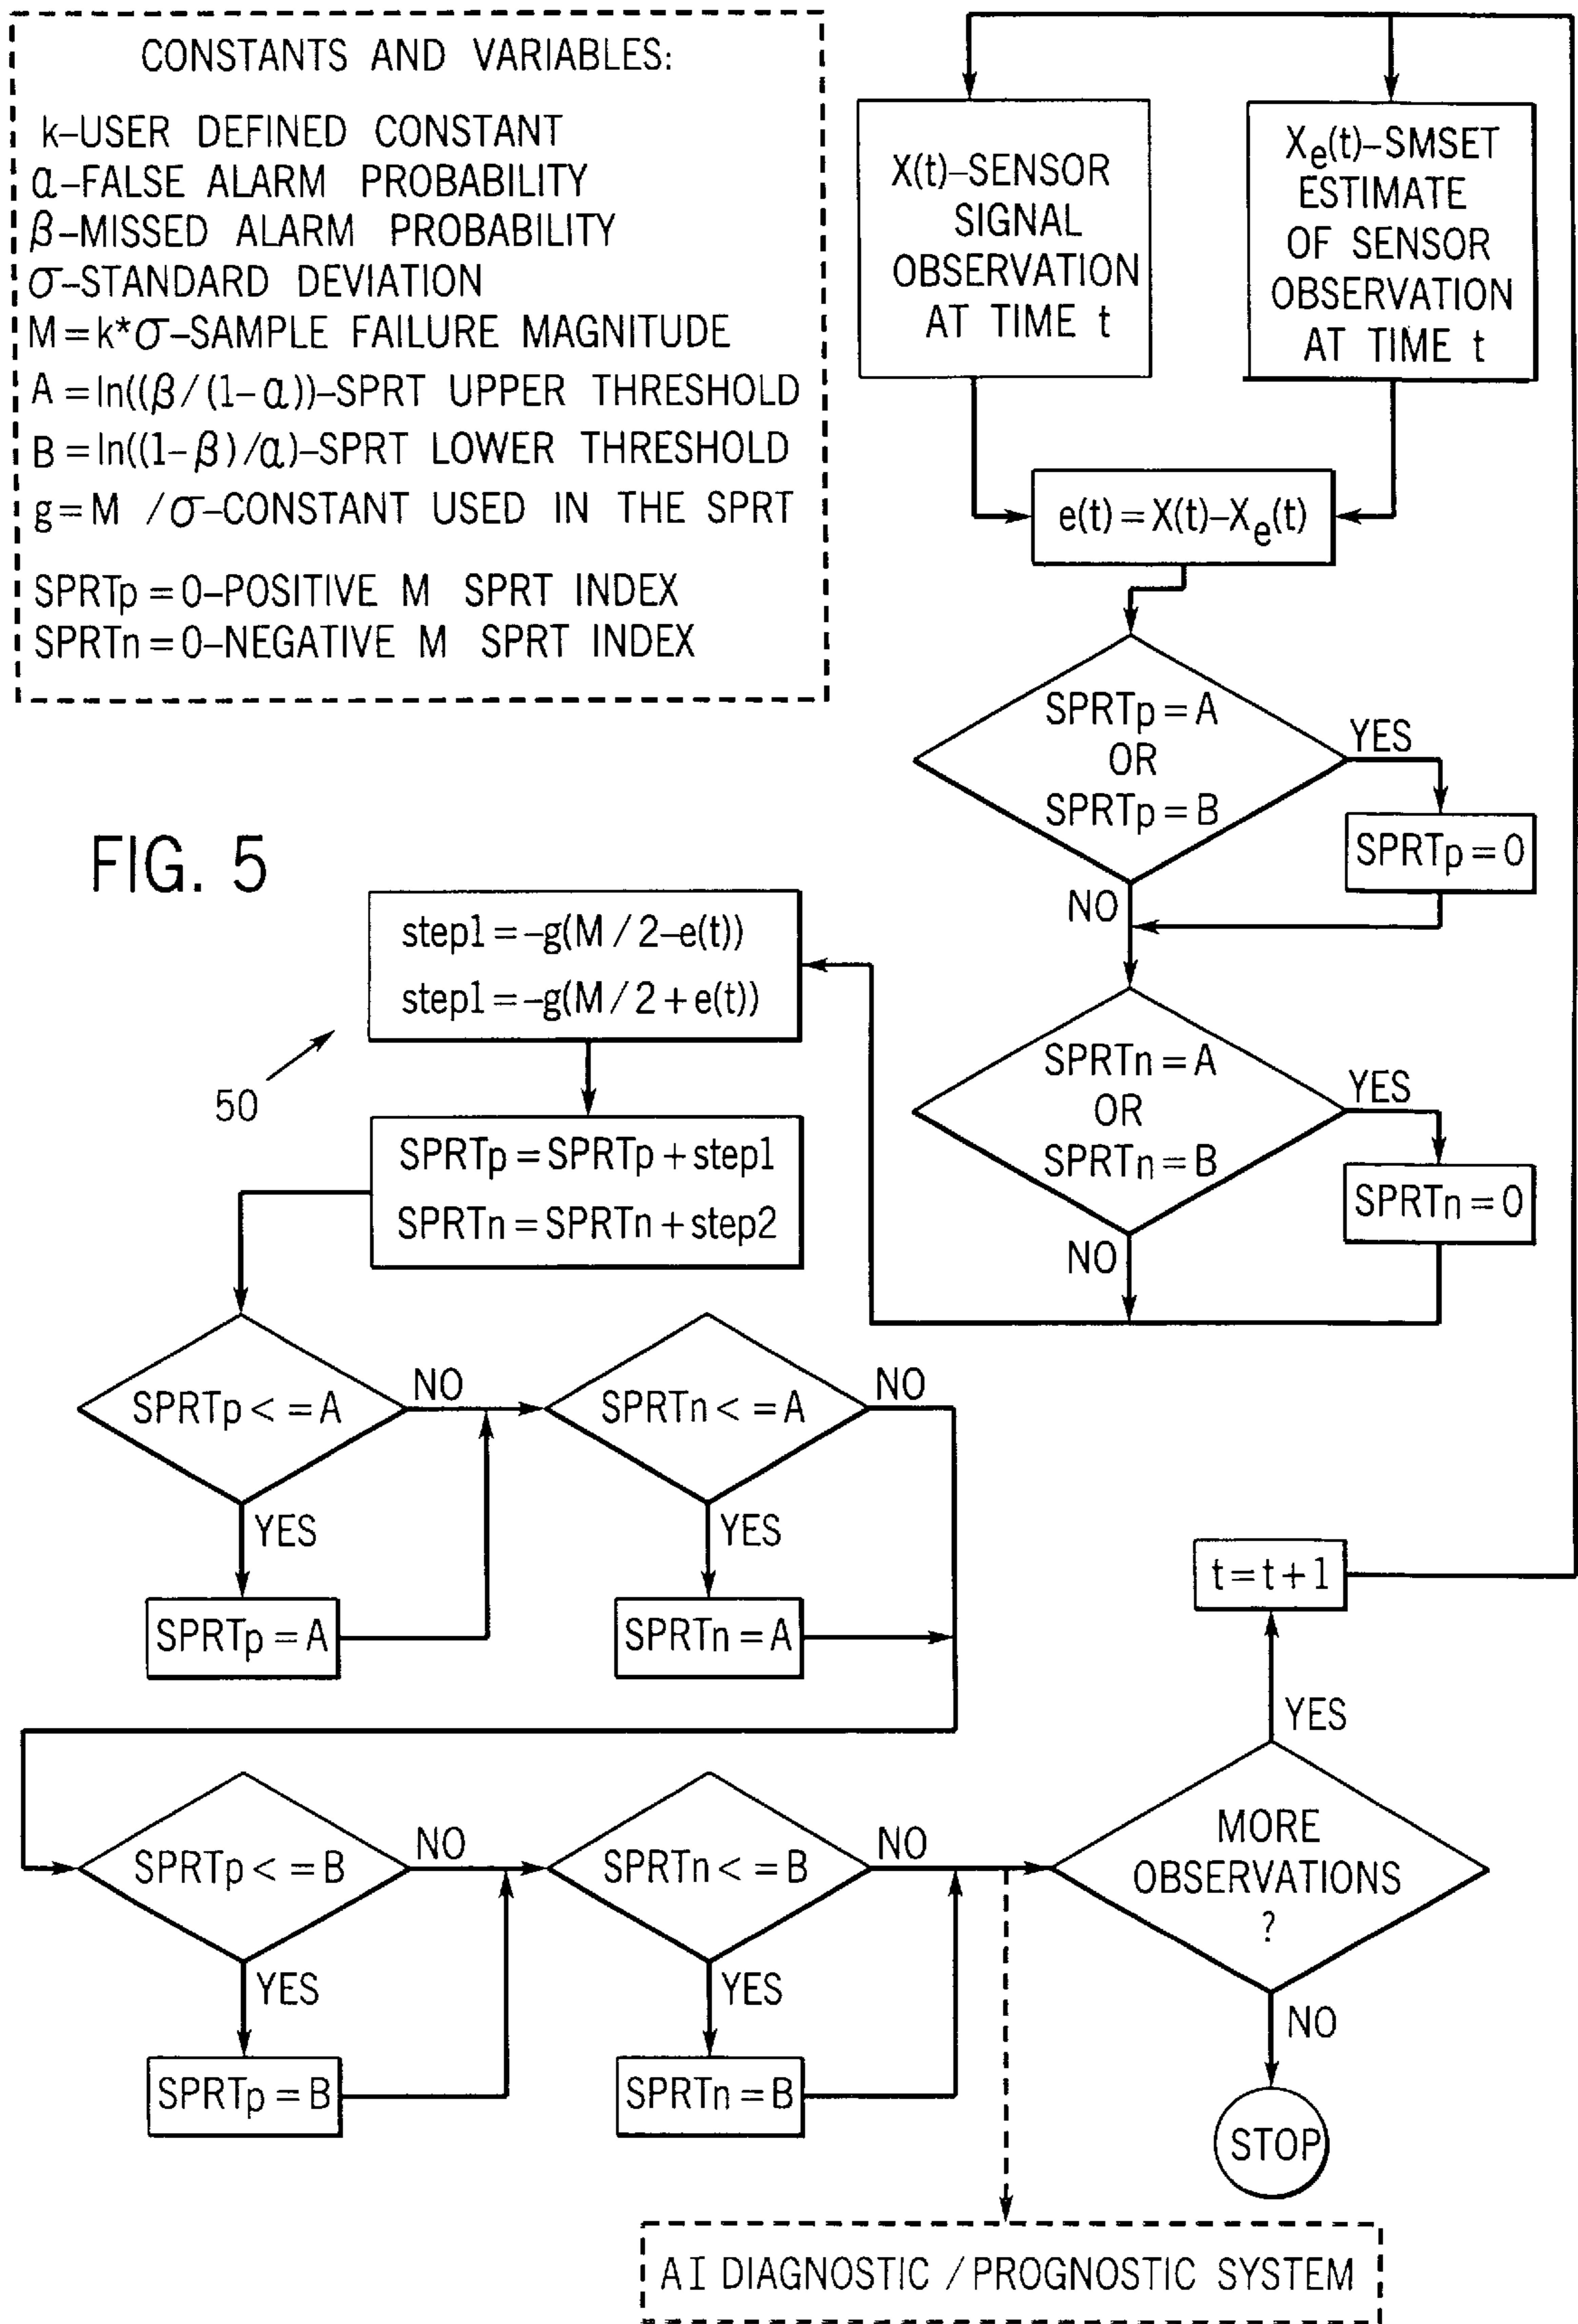 CONSTANTS AND VARIABLES:
k–USER DEFINED CONSTANT
α–FALSE ALARM PROBABILITY
β–MISSED ALARM PROBABILITY
σ–STANDARD DEVIATION
M=k*σ–SAMPLE FAILURE MAGNITUDE
A=ln((β/(1-α))–SPRT UPPER THRESHOLD
B=ln((1-β)/α)–SPRT LOWER THRESHOLD
g=M /σ–CONSTANT USED IN THE SPRT
SPRTp=0–POSITIVE M SPRT INDEX
SPRTn=0–NEGATIVE M SPRT INDEX
X(t)–SENSOR
SIGNAL
OBSERVATION
AT TIME t
Xe(t)–SMSET
ESTIMATE
OF SENSOR
OBSERVATION
AT TIME t
e(t)=X(t)–Xe(t)
SPRTp=A
OR
SPRTp=B
YES
SPRTp=0
NO
SPRTn=A
OR
SPRTn=B
YES
SPRTn=0
NO
FIG. 5
step1=–g(M/2–e(t))
step1=–g(M/2+e(t))
50
SPRTp=SPRTp+step1
SPRTn=SPRTn+step2
SPRTp<=A
NO
YES
SPRTp=A
SPRTn<=A
NO
YES
SPRTn=A
SPRTp<=B
NO
YES
SPRTp=B
SPRTn<=B
NO
YES
SPRTn=B
MORE
OBSERVATIONS
?
YES
t=t+1
NO
STOP
AI DIAGNOSTIC /PROGNOSTIC SYSTEM